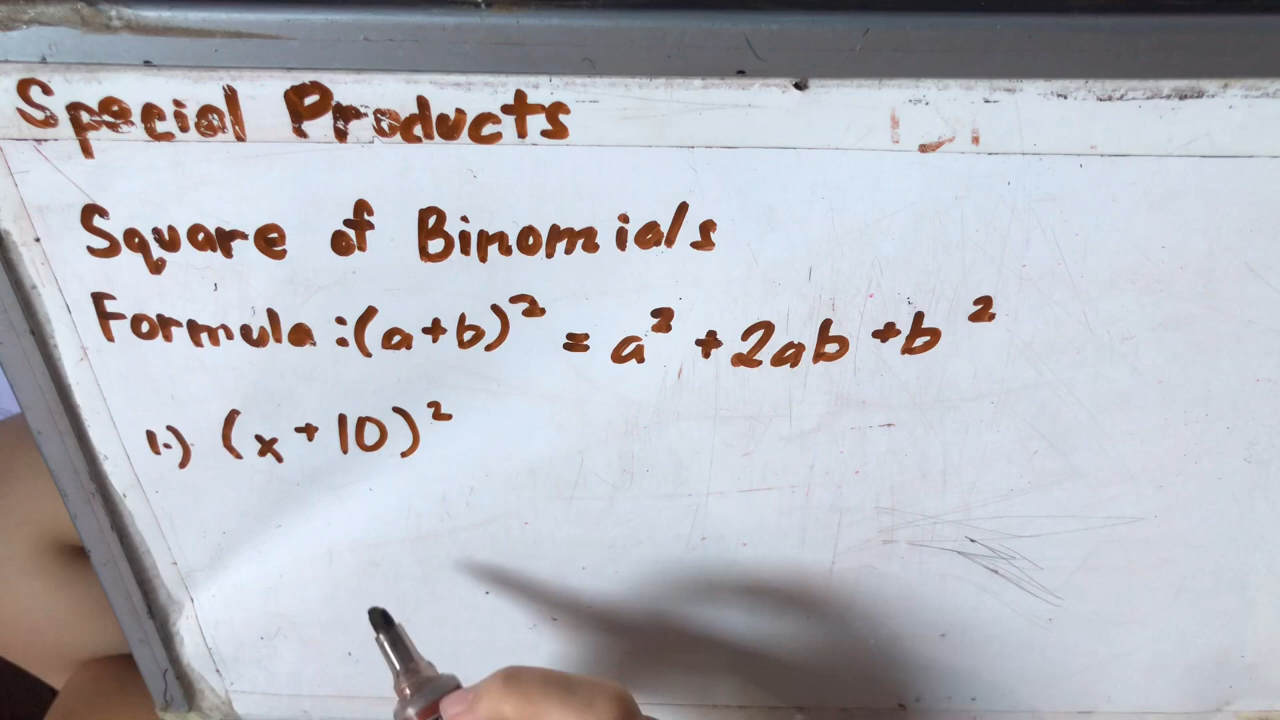 Special Products
Square of Binomials
Formula:(a+b)² = a² +2ab +b²
1.) (x+10)²